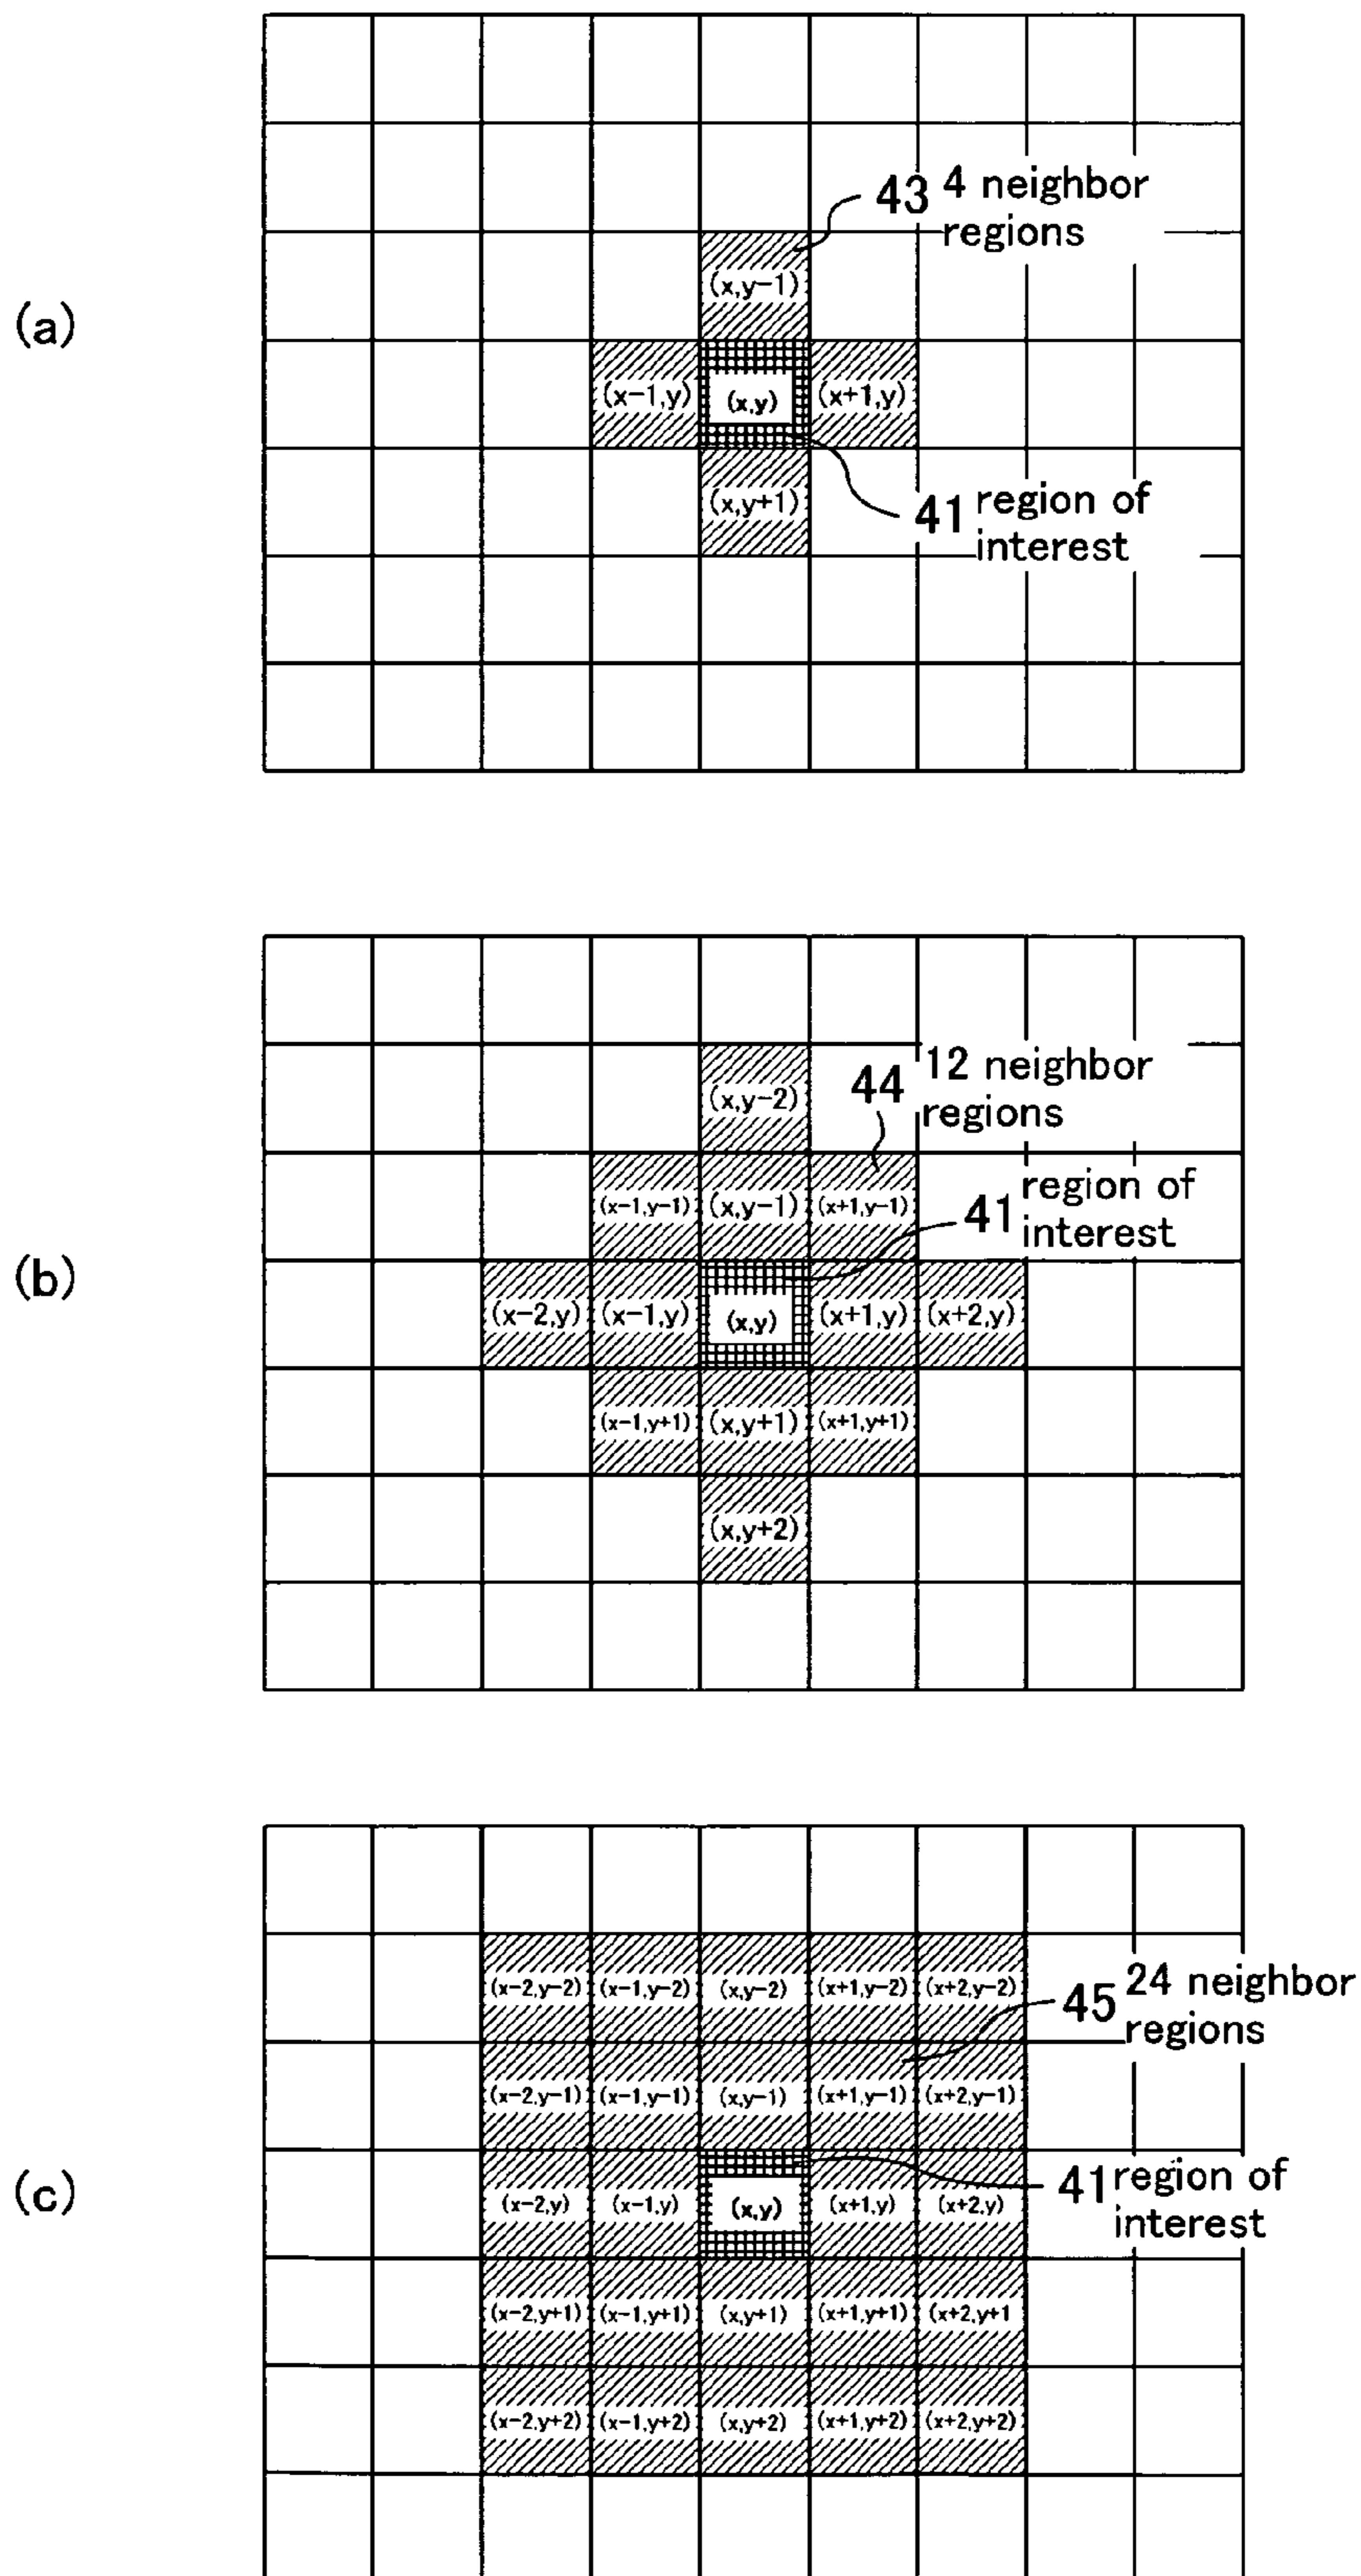 (a)
43 4 neighbor
regions
(x,y-1)
(x-1,y) (x,y) (x+1,y)
(x,y+1)
41 region of
interest
(b)
(x,y-2)
44 12 neighbor
regions
(x-1,y-1) (x,y-1) (x+1,y-1)
41 region of
interest
(x-2,y) (x-1,y) (x,y) (x+1,y) (x+2,y)
(x-1,y+1) (x,y+1) (x+1,y+1)
(x,y+2)
(c)
(x-2,y-2) (x-1,y-2) (x,y-2) (x+1,y-2) (x+2,y-2)
45 24 neighbor
regions
(x-2,y-1) (x-1,y-1) (x,y-1) (x+1,y-1) (x+2,y-1)
(x-2,y) (x-1,y) (x,y) (x+1,y) (x+2,y)
41 region of
interest
(x-2,y+1) (x-1,y+1) (x,y+1) (x+1,y+1) (x+2,y+1
(x-2,y+2) (x-1,y+2) (x,y+2) (x+1,y+2) (x+2,y+2)